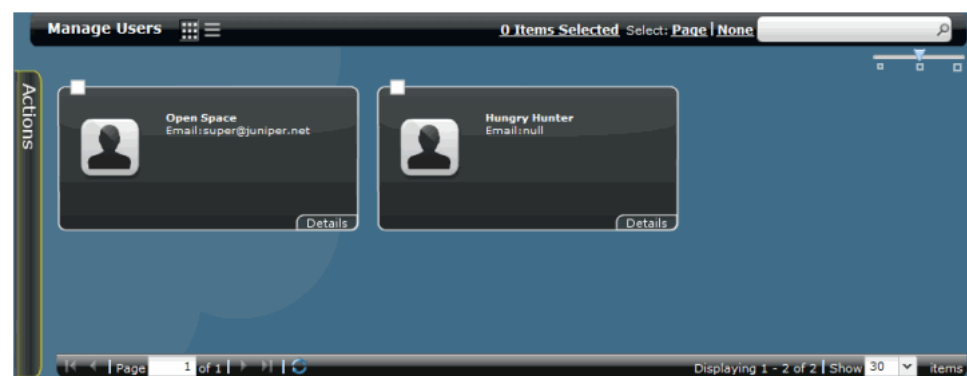 Manage Users 0 Items Selected Select: Page | None
Actions
Open Space
Email:super@juniper.net
Details
Hungry Hunter
Email:null
Details
Page 1 of 1 Displaying 1 - 2 of 2 Show 30 items